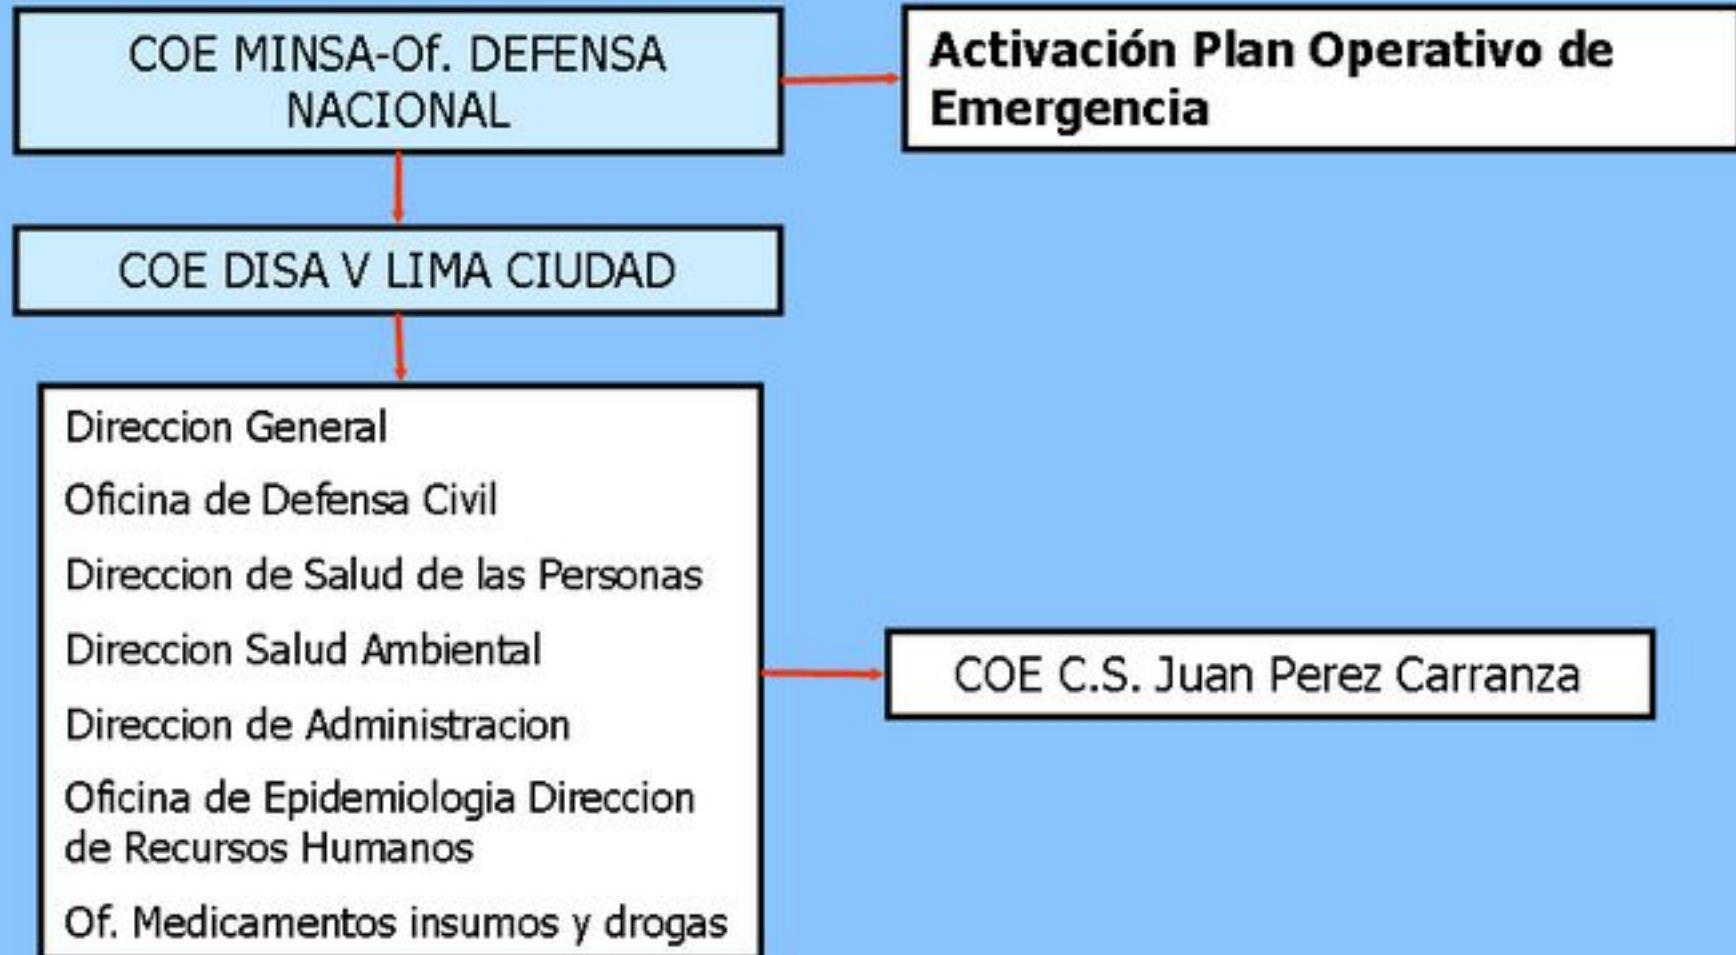 COE MINSA-Of. DEFENSA
NACIONAL
Activación Plan Operativo de
Emergencia
COE DISA V LIMA CIUDAD
Direccion General
Oficina de Defensa Civil
Direccion de Salud de las Personas
Direccion Salud Ambiental
Direccion de Administracion
Oficina de Epidemiologia Direccion
de Recursos Humanos
Of. Medicamentos insumos y drogas
COE C.S. Juan Perez Carranza